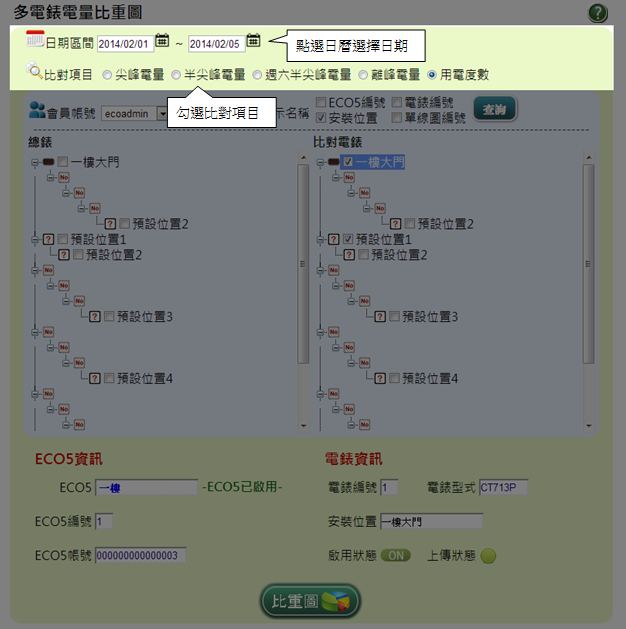 多電錶電量比重圖
?
日期區間 2014/02/01 ~ 2014/02/05
點選日曆選擇日期
比對項目 尖峰電量 半尖峰電量 週六半尖峰電量 離峰電量 用電度數
會員帳號 ecoadmin 勾選比對項目 示名稱 ECO5編號 電錶編號
安裝位置 單線圖編號
查詢
總錶
一樓大門
No
No
No
? 預設位置2
? 預設位置1
? 預設位置2
No
No
No
? 預設位置3
No
No
No
? 預設位置4
No
No
No
比對電錶
一樓大門
No
No
No
? 預設位置2
? 預設位置1
? 預設位置2
No
No
No
? 預設位置3
No
No
No
? 預設位置4
No
No
No
ECO5資訊
ECO5 一樓 -ECO5已啟用-
ECO5編號 1
ECO5帳號 000000000000003
電錶資訊
電錶編號 1 電錶型式 CT713P
安裝位置 一樓大門
啟用狀態 ON 上傳狀態
比重圖